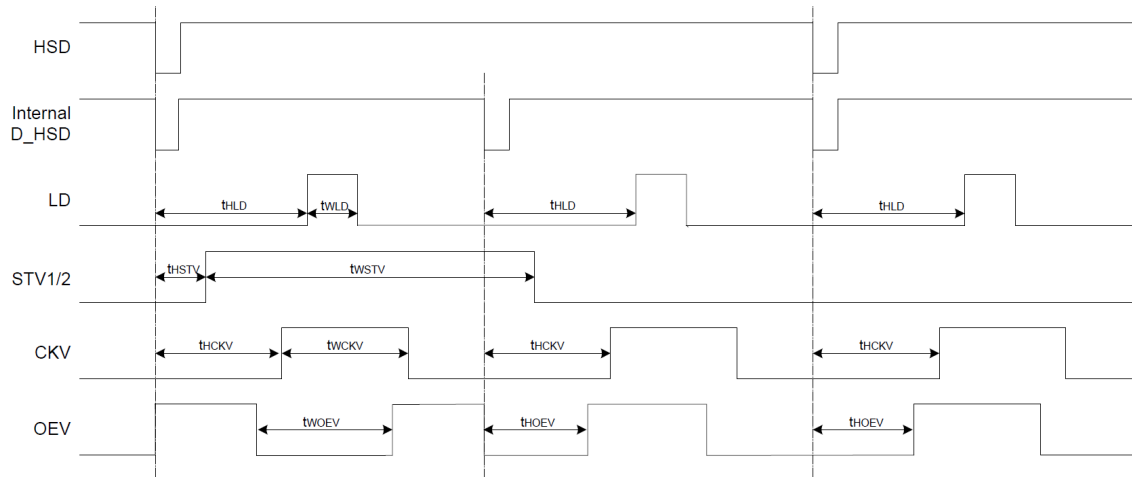 HSD
Internal
D_HSD
LD
tHLD
tWLD
tHLD
tHLD
STV1/2
tHSTV
tWSTV
CKV
tHCKV
tWCKV
tHCKV
tHCKV
OEV
tWOEV
tHOEV
tHOEV